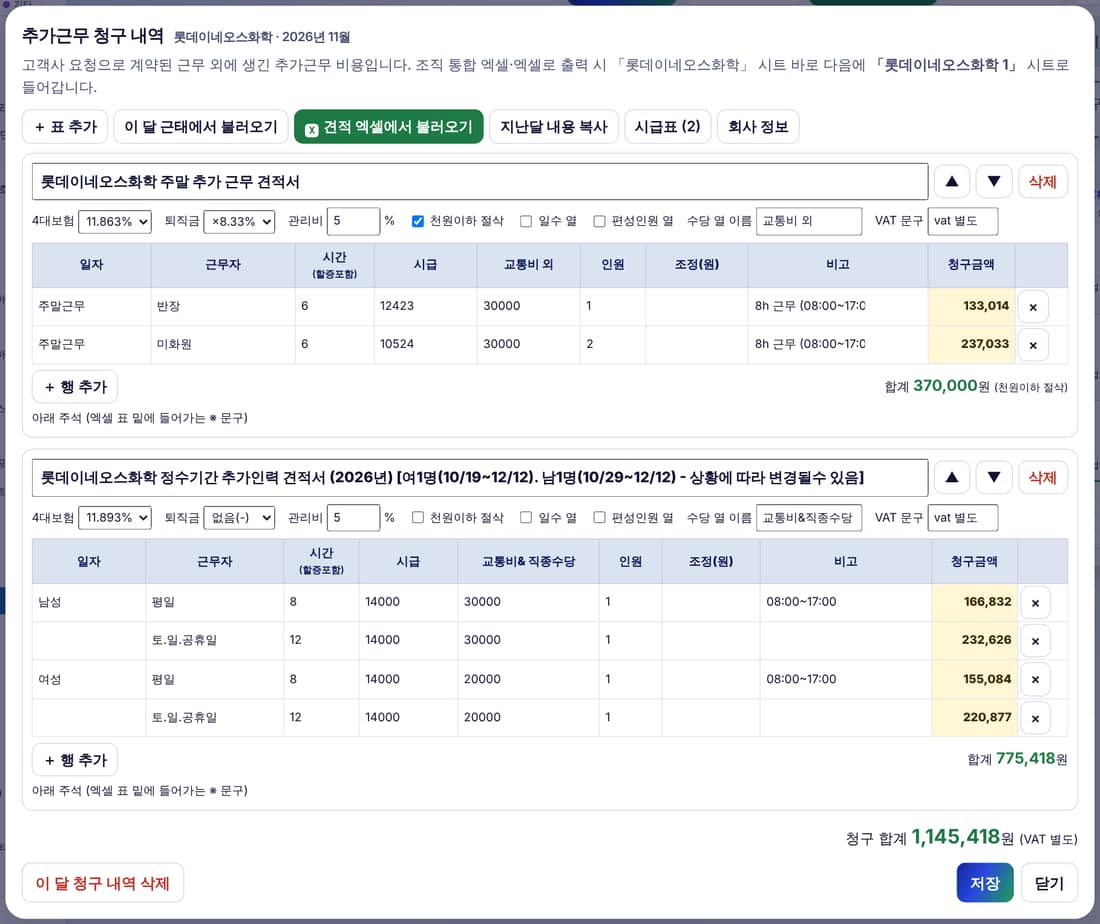 추가근무 청구 내역 롯데이네오스화학 · 2026년 11월
고객사 요청으로 계약된 근무 외에 생긴 추가근무 비용입니다. 조직 통합 엑셀·엑셀로 출력 시 「롯데이네오스화학」 시트 바로 다음에 「롯데이네오스화학 1」 시트로
들어갑니다.
+ 표 추가 이 달 근태에서 불러오기 X 견적 엑셀에서 불러오기 지난달 내용 복사 시급표 (2) 회사 정보
롯데이네오스화학 주말 추가 근무 견적서 ▲ ▼ 삭제
4대보험 11.863% 퇴직금 ×8.33% 관리비 5 % 천원이하 절삭 일수 열 편성인원 열 수당 열 이름 교통비 외 VAT 문구 vat 별도
일자 근무자 시간 (할증포함) 시급 교통비 외 인원 조정(원) 비고 청구금액
주말근무 반장 6 12423 30000 1 8h 근무 (08:00~17:0 133,014 ×
주말근무 미화원 6 10524 30000 2 8h 근무 (08:00~17:0 237,033 ×
+ 행 추가 합계 370,000원 (천원이하 절삭)
아래 주석 (엑셀 표 밑에 들어가는 ※ 문구)
롯데이네오스화학 정수기간 추가인력 견적서 (2026년) [여1명(10/19~12/12). 남1명(10/29~12/12) - 상황에 따라 변경될수 있음] ▲ ▼ 삭제
4대보험 11.893% 퇴직금 없음(-) 관리비 5 % 천원이하 절삭 일수 열 편성인원 열 수당 열 이름 교통비&직종수당 VAT 문구 vat 별도
일자 근무자 시간 (할증포함) 시급 교통비& 직종수당 인원 조정(원) 비고 청구금액
남성 평일 8 14000 30000 1 08:00~17:00 166,832 ×
토.일.공휴일 12 14000 30000 1 232,626 ×
여성 평일 8 14000 20000 1 08:00~17:00 155,084 ×
토.일.공휴일 12 14000 20000 1 220,877 ×
+ 행 추가 합계 775,418원
아래 주석 (엑셀 표 밑에 들어가는 ※ 문구)
청구 합계 1,145,418원 (VAT 별도)
이 달 청구 내역 삭제 저장 닫기